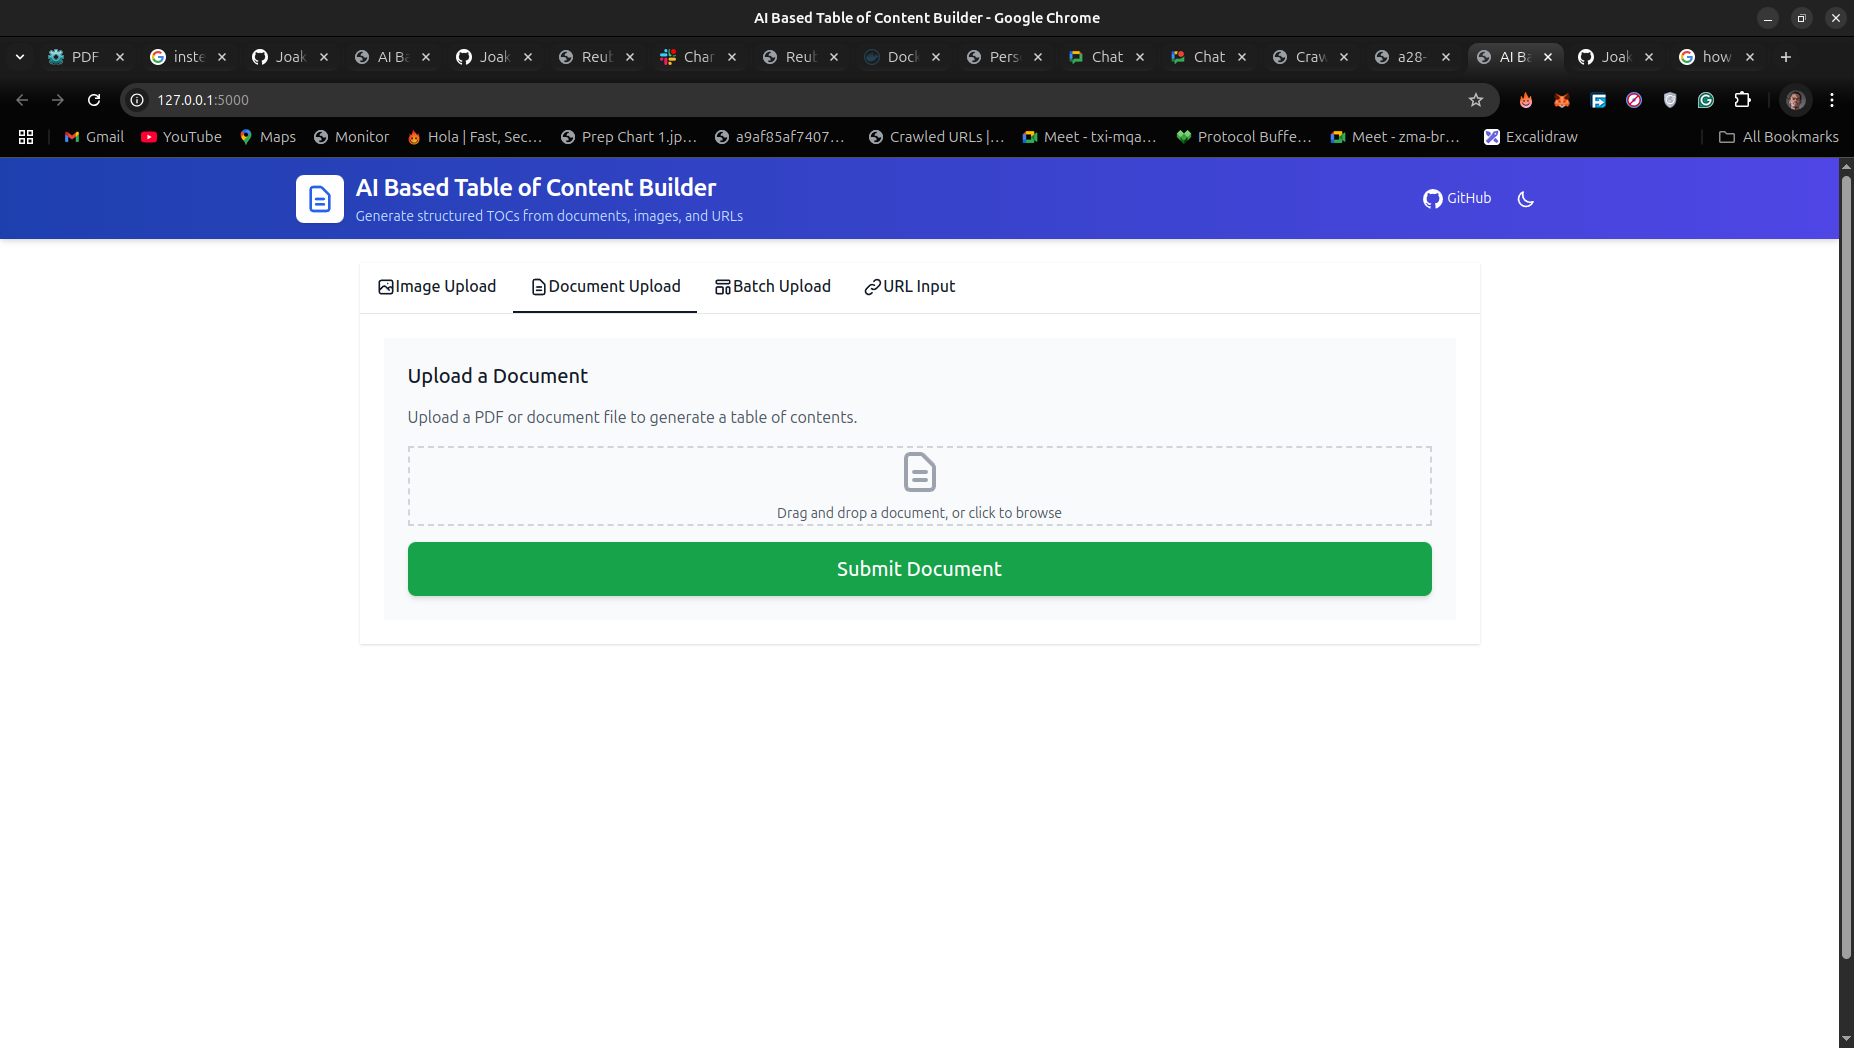 AI Based Table of Content Builder - Google Chrome
PDF
inste
Joak
AI Ba
Joak
Reub
Char
Reub
Dock
Pers
Chat
Chat
Craw
a28-
AI Ba
Joak
how
127.0.0.1:5000
Gmail
YouTube
Maps
Monitor
Hola | Fast, Sec...
Prep Chart 1.jp...
a9af85af7407...
Crawled URLs |...
Meet - txi-mqa...
Protocol Buffe...
Meet - zma-br...
Excalidraw
All Bookmarks
AI Based Table of Content Builder
Generate structured TOCs from documents, images, and URLs
GitHub
Image Upload
Document Upload
Batch Upload
URL Input
Upload a Document
Upload a PDF or document file to generate a table of contents.
Drag and drop a document, or click to browse
Submit Document